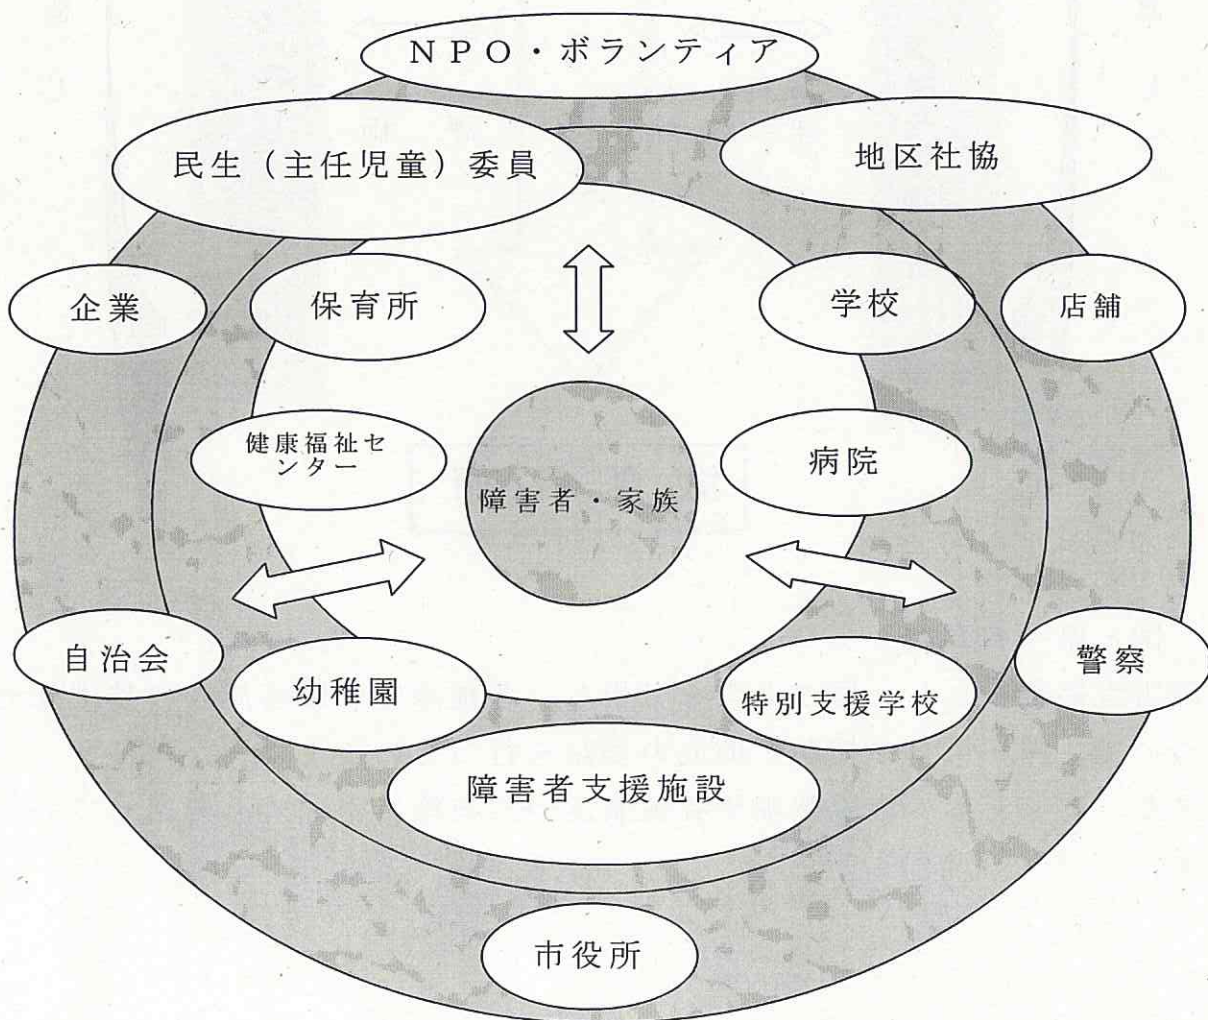 NPO・ボランティア
民生（主任児童）委員
地区社協
企業
保育所
学校
店舗
健康福祉セ
ンター
障害者・家族
病院
自治会
幼稚園
特別支援学校
警察
障害者支援施設
市役所